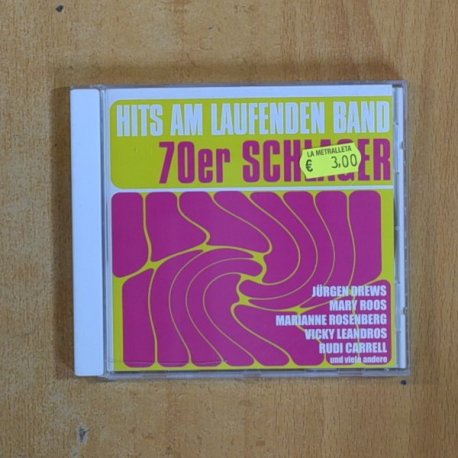 HITS AM LAUFENDEN BAND
70er SCHLAGER
LA METRALLETA
€ 3,00
JÜRGEN DREWS
MARY ROOS
MARIANNE ROSENBERG
VICKY LEANDROS
RUDI CARRELL
und viele andere